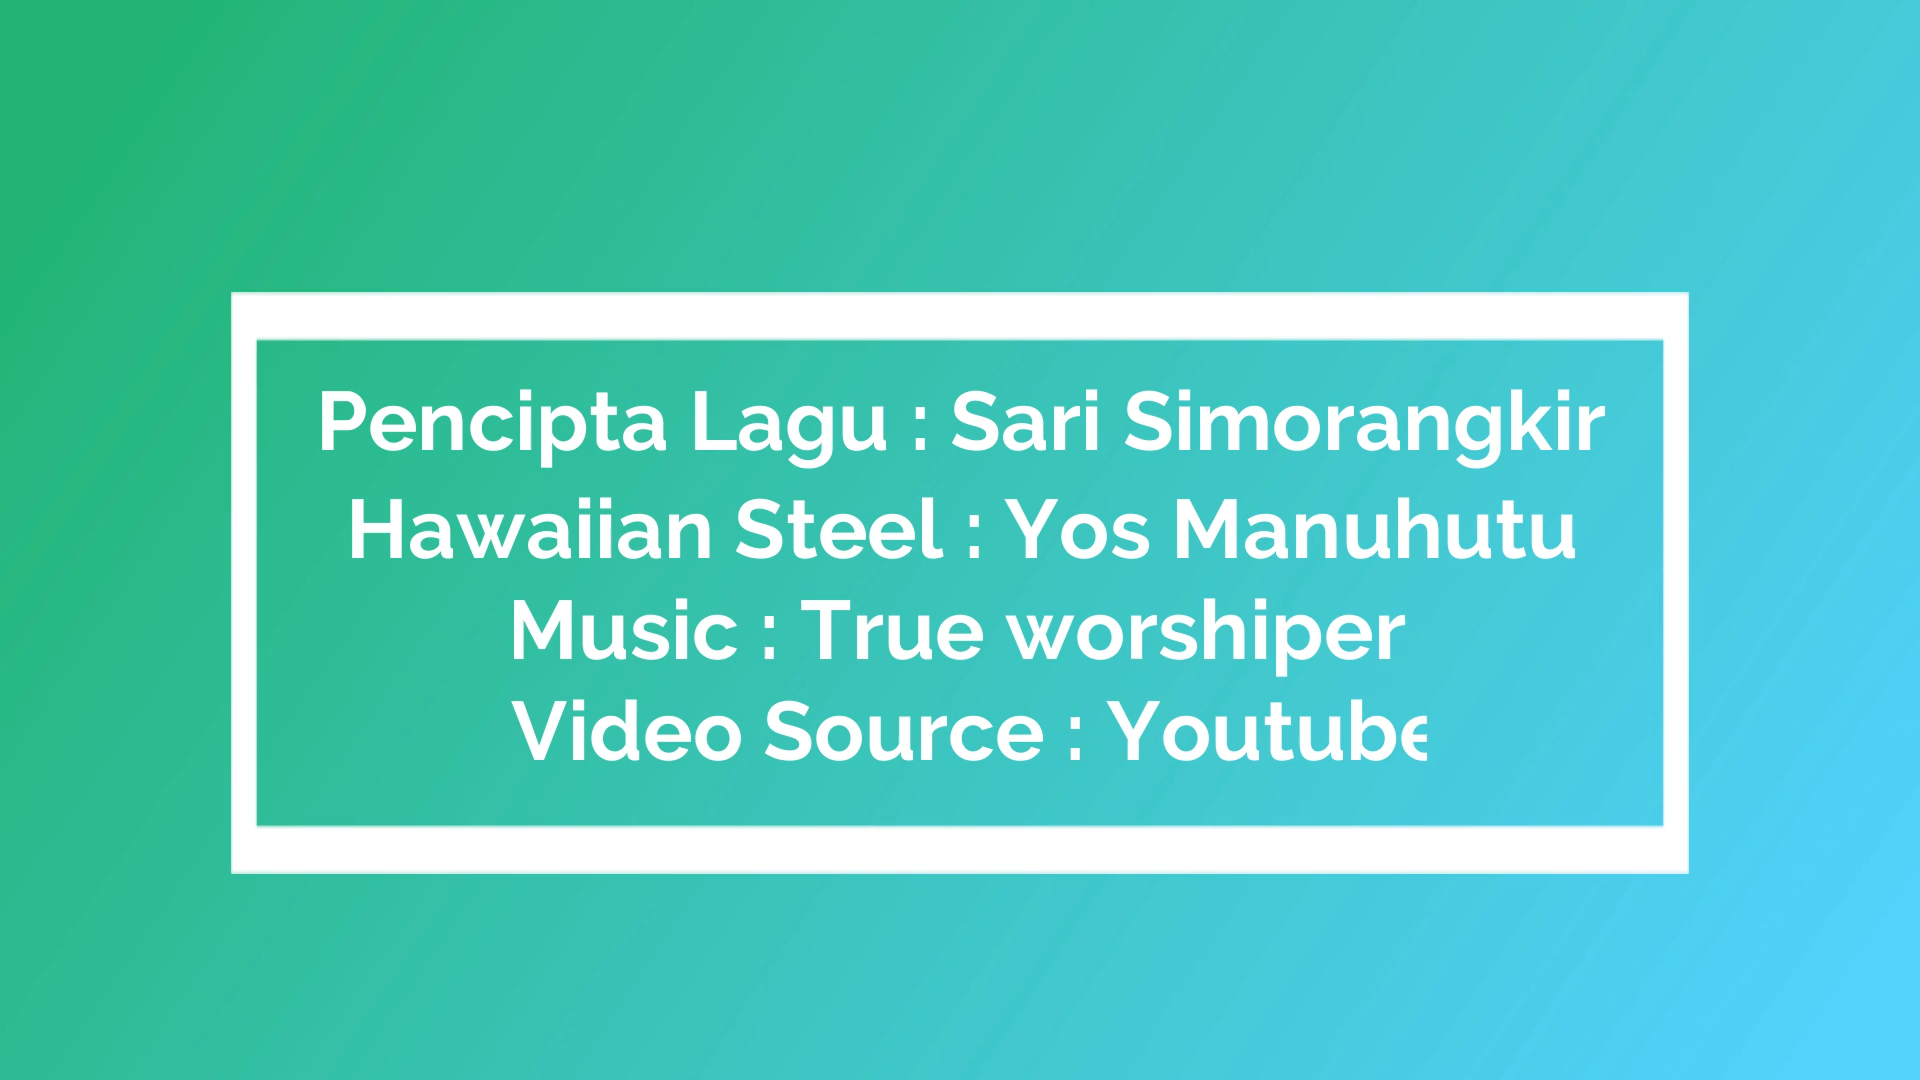 Pencipta Lagu : Sari Simorangkir
Hawaiian Steel : Yos Manuhutu
Music : True worshiper
Video Source : Youtube